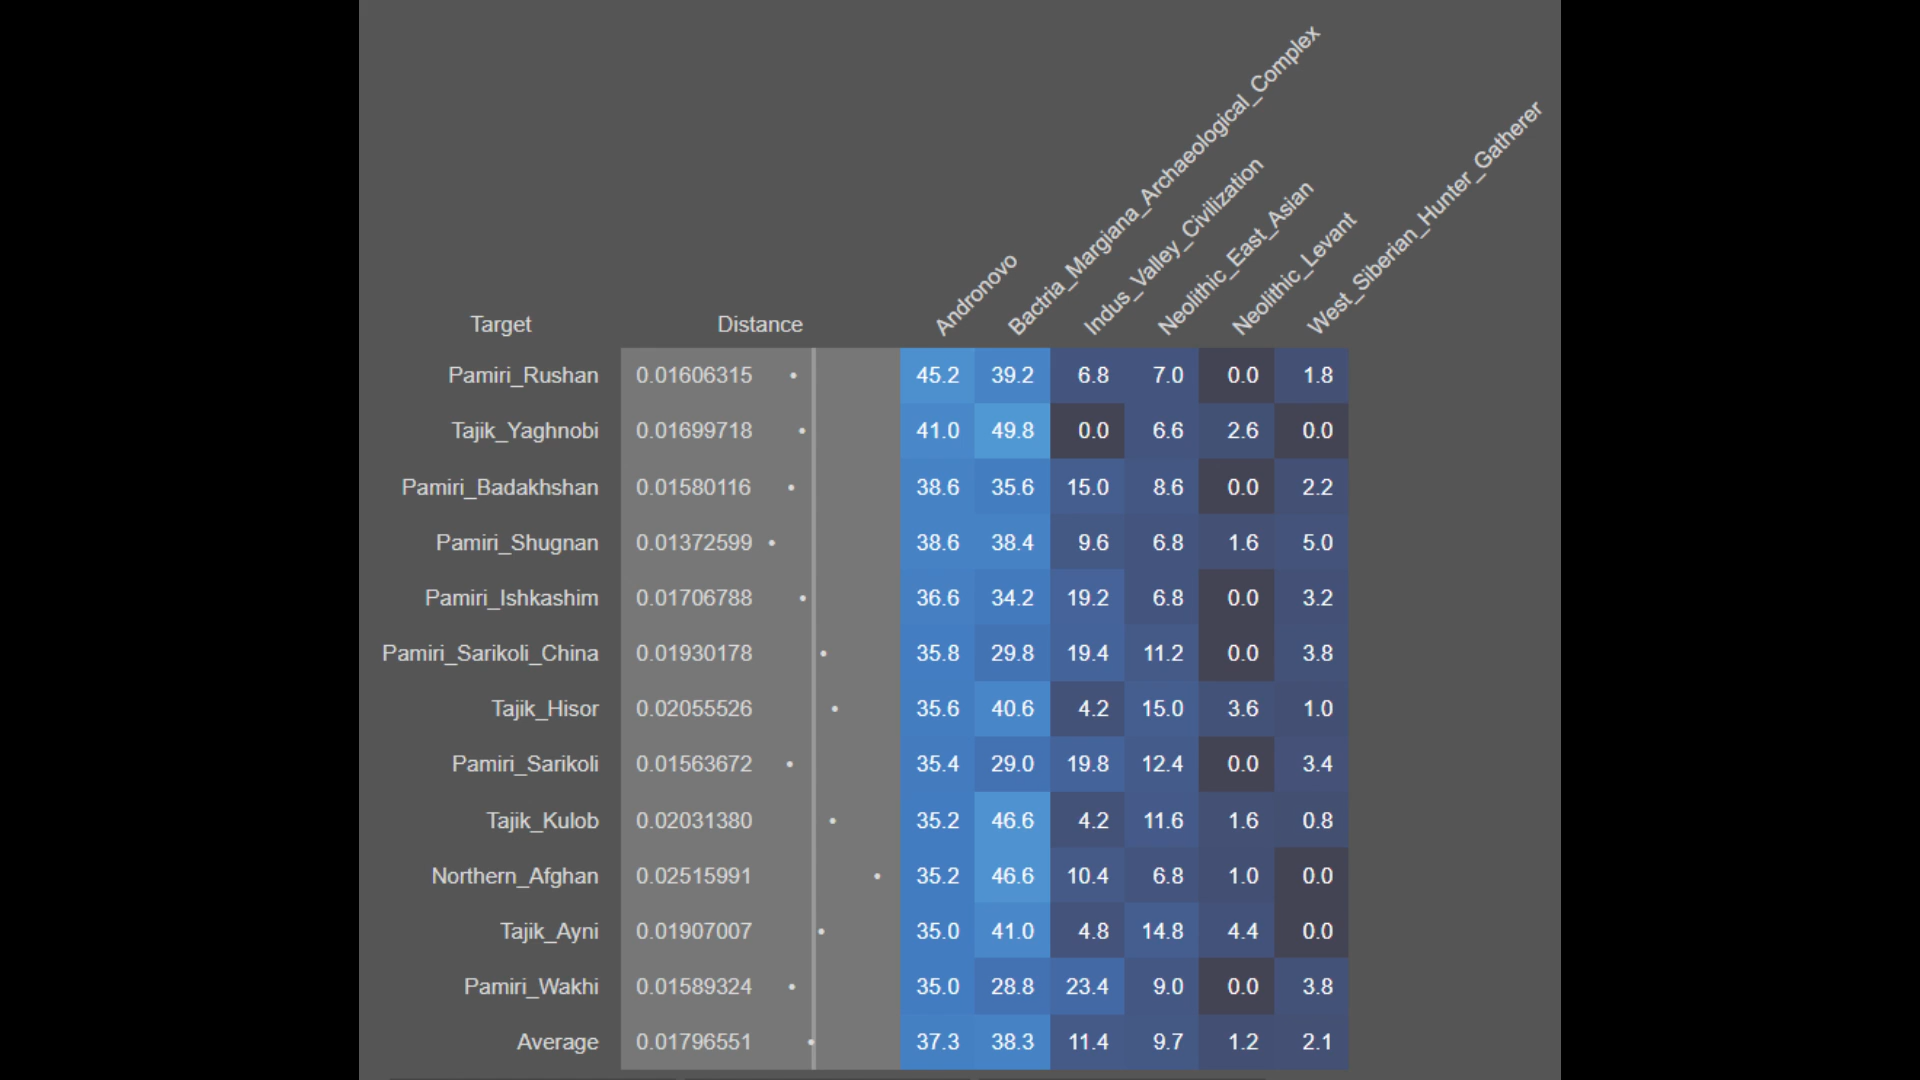 Target Distance Andronovo Bactria_Margiana_Archaeological_Complex Indus_Valley_Civilization Neolithic_East_Asian Neolithic_Levant West_Siberian_Hunter_Gatherer
Pamiri_Rushan 0.01606315 45.2 39.2 6.8 7.0 0.0 1.8
Tajik_Yaghnobi 0.01699718 41.0 49.8 0.0 6.6 2.6 0.0
Pamiri_Badakhshan 0.01580116 38.6 35.6 15.0 8.6 0.0 2.2
Pamiri_Shugnan 0.01372599 38.6 38.4 9.6 6.8 1.6 5.0
Pamiri_Ishkashim 0.01706788 36.6 34.2 19.2 6.8 0.0 3.2
Pamiri_Sarikoli_China 0.01930178 35.8 29.8 19.4 11.2 0.0 3.8
Tajik_Hisor 0.02055526 35.6 40.6 4.2 15.0 3.6 1.0
Pamiri_Sarikoli 0.01563672 35.4 29.0 19.8 12.4 0.0 3.4
Tajik_Kulob 0.02031380 35.2 46.6 4.2 11.6 1.6 0.8
Northern_Afghan 0.02515991 35.2 46.6 10.4 6.8 1.0 0.0
Tajik_Ayni 0.01907007 35.0 41.0 4.8 14.8 4.4 0.0
Pamiri_Wakhi 0.01589324 35.0 28.8 23.4 9.0 0.0 3.8
Average 0.01796551 37.3 38.3 11.4 9.7 1.2 2.1